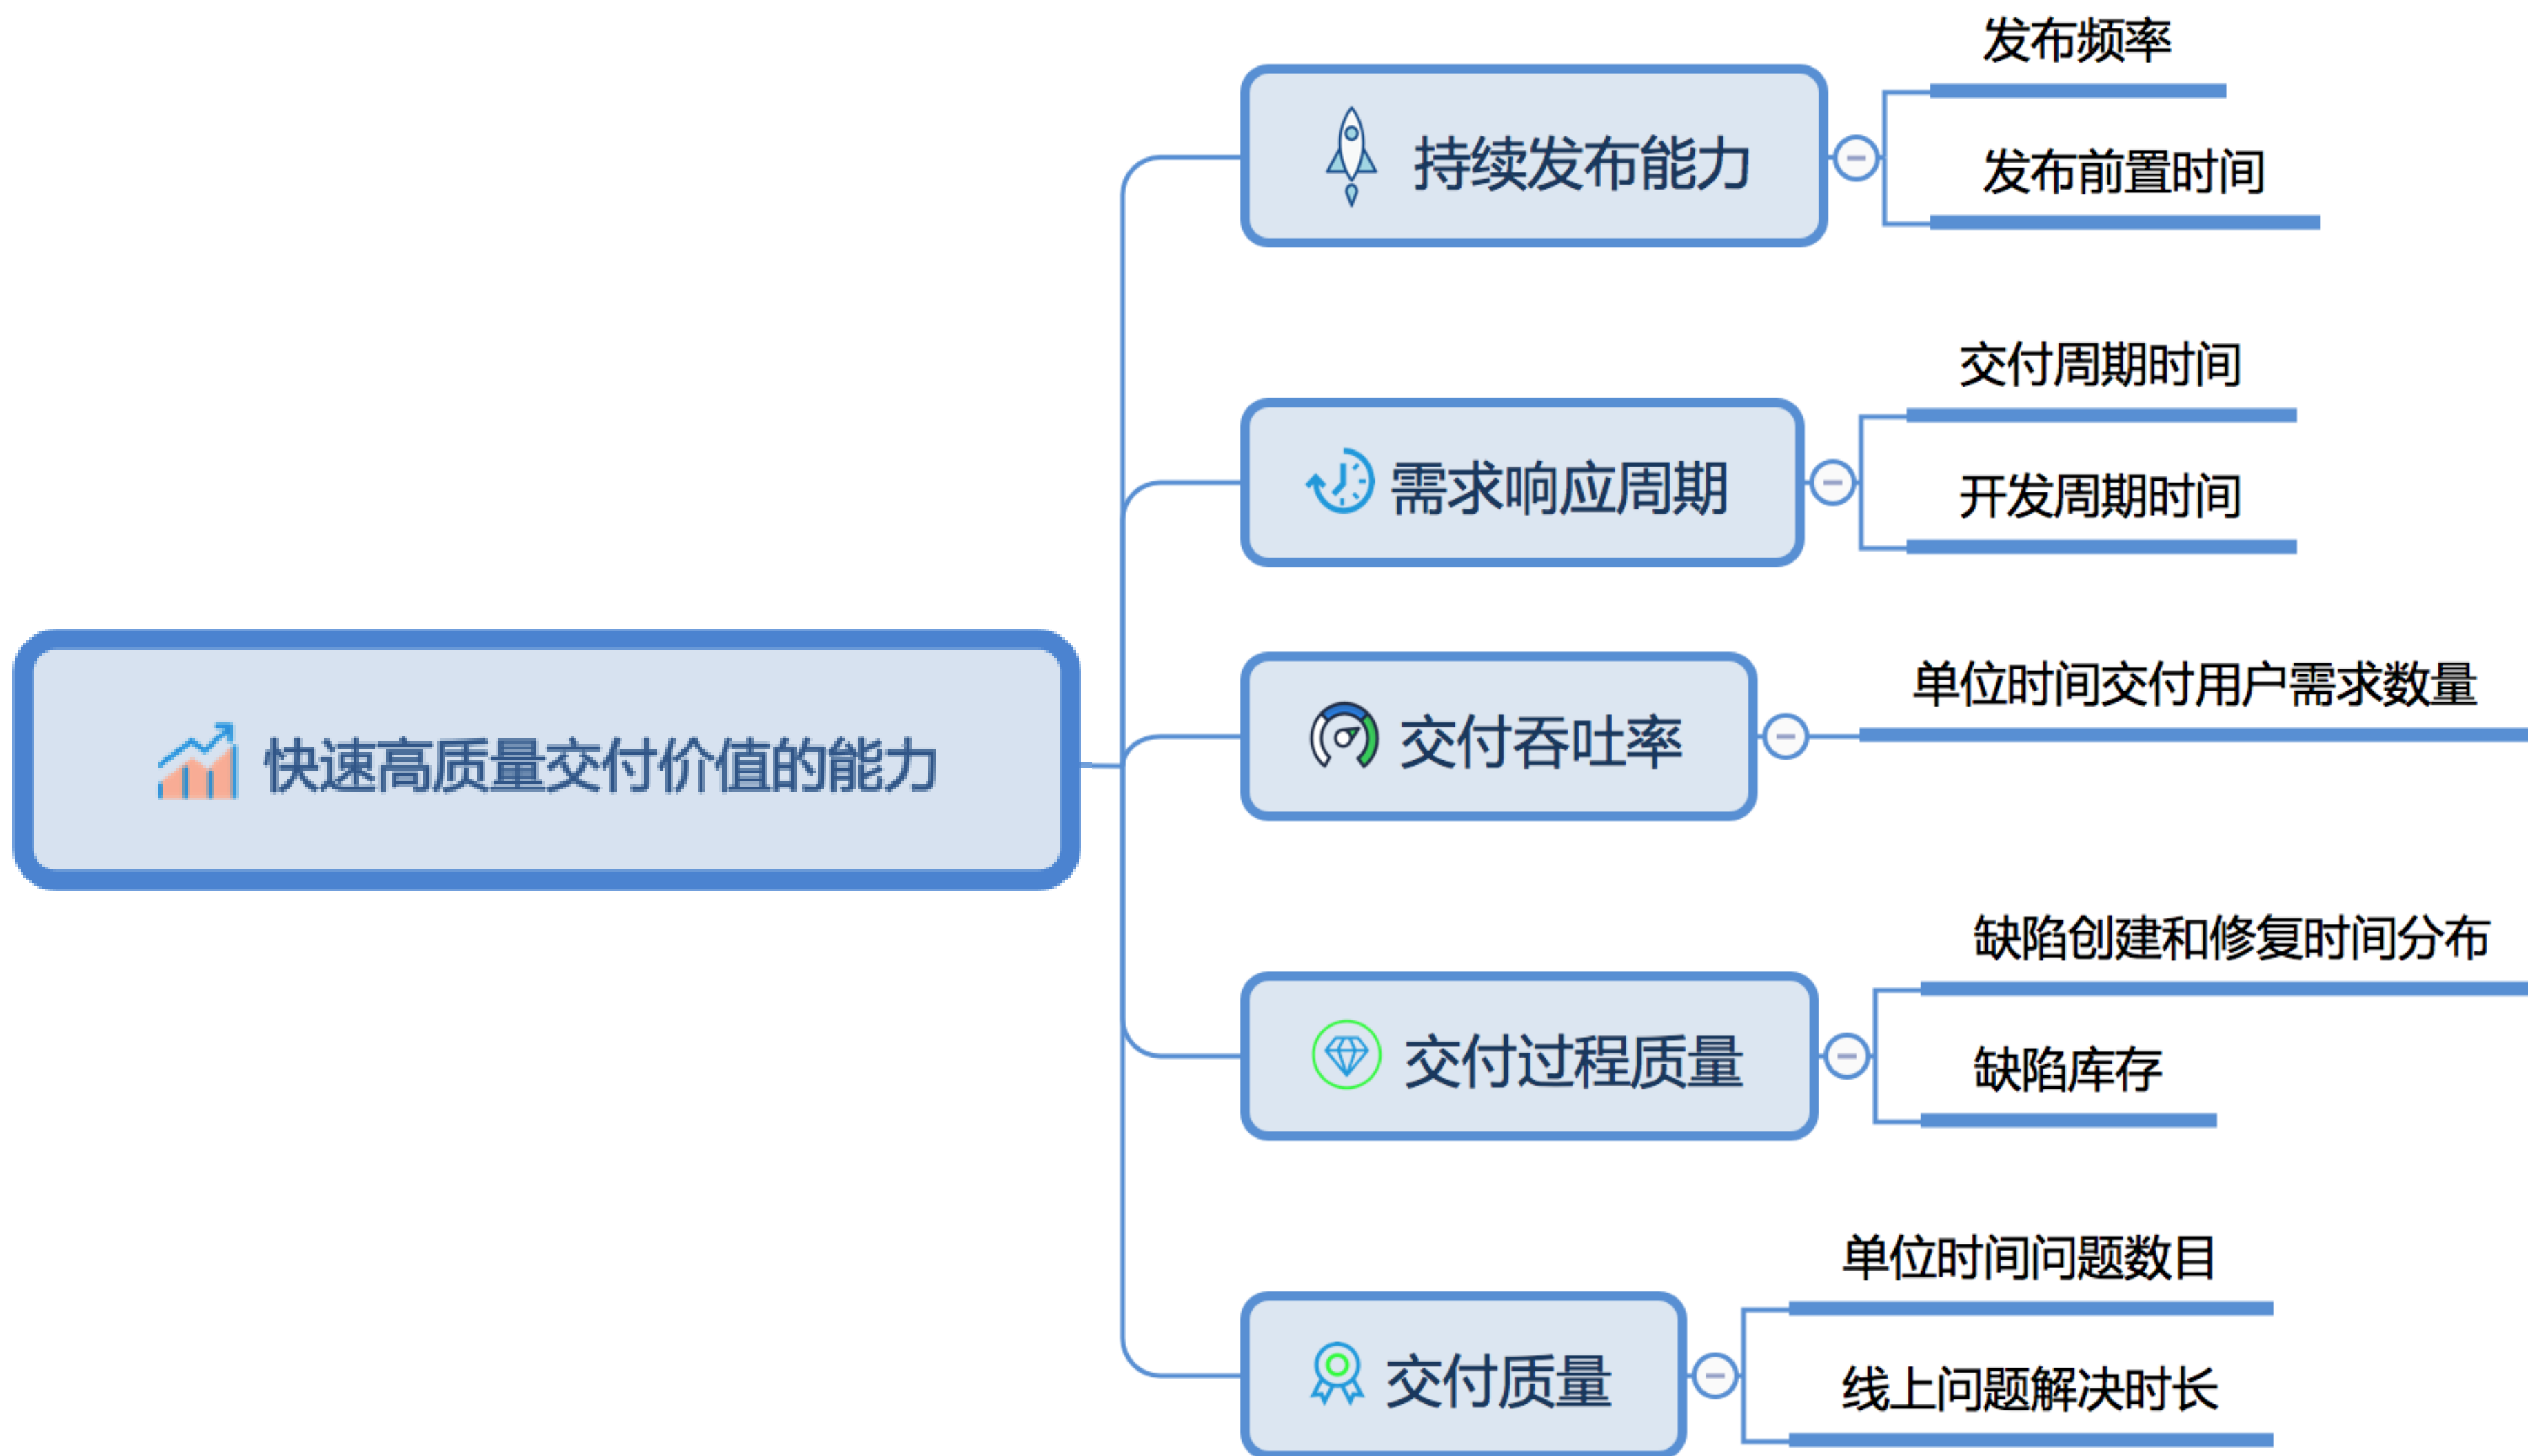 快速高质量交付价值的能力
持续发布能力
发布频率
发布前置时间
需求响应周期
交付周期时间
开发周期时间
交付吞吐率
单位时间交付用户需求数量
交付过程质量
缺陷创建和修复时间分布
缺陷库存
交付质量
单位时间问题数目
线上问题解决时长